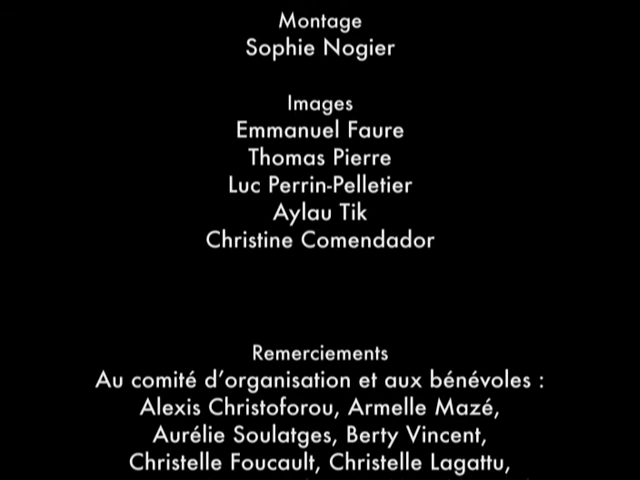 Montage
Sophie Nogier
Images
Emmanuel Faure
Thomas Pierre
Luc Perrin-Pelletier
Aylau Tik
Christine Comendador
Remerciements
Au comité d'organisation et aux bénévoles :
Alexis Christoforou, Armelle Mazé,
Aurélie Soulatges, Berty Vincent,
Christelle Foucault, Christelle Lagattu,